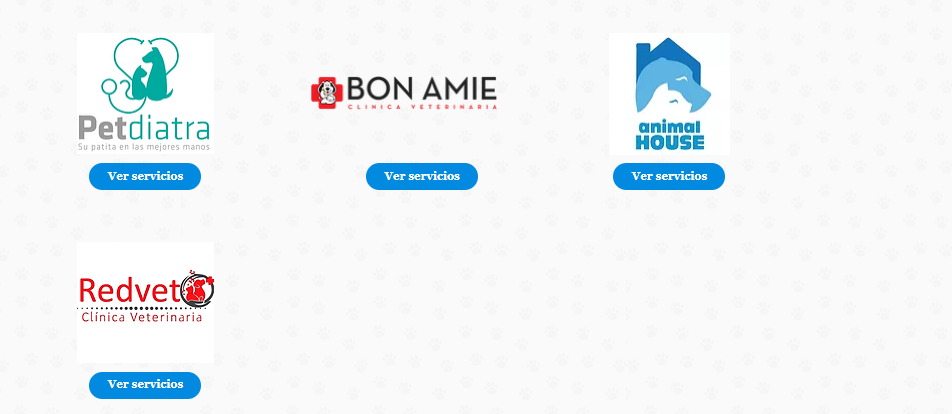 Petdiatra
Su patita en las mejores manos
Ver servicios
BON AMIE
CLINICA VETERINARIA
Ver servicios
animal
HOUSE
Ver servicios
Redvet
Clínica Veterinaria
Ver servicios